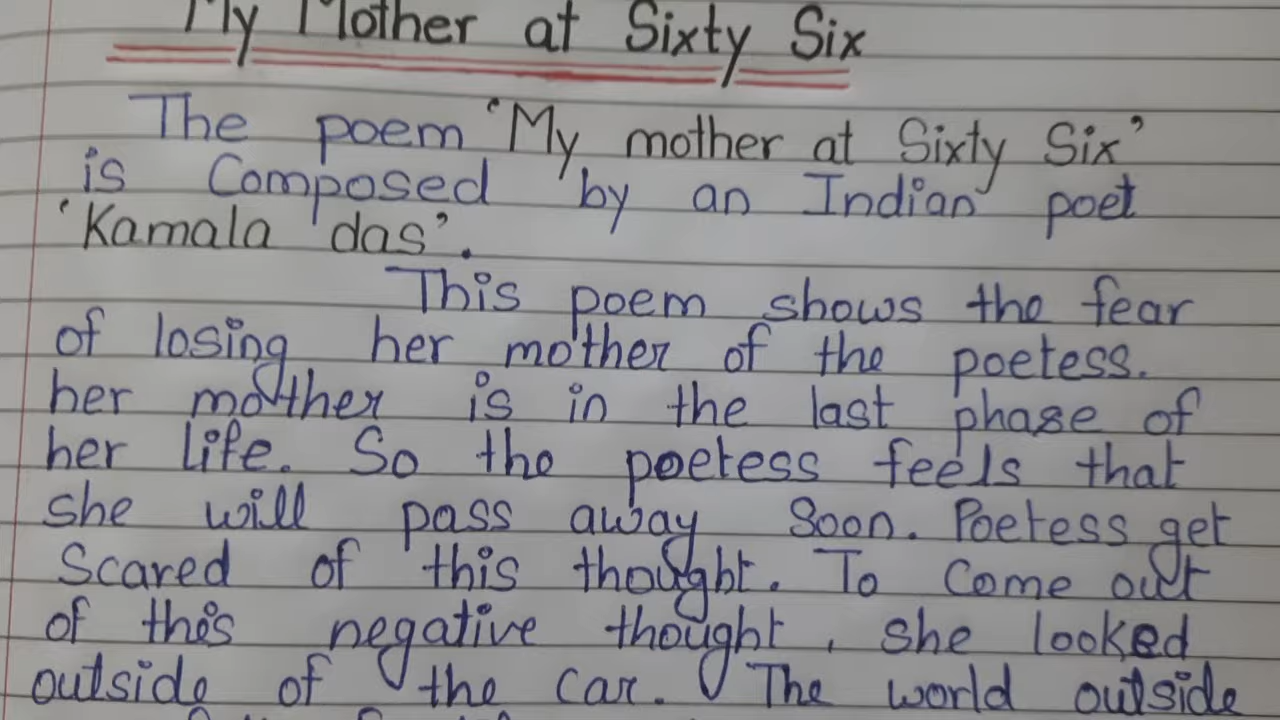 My Mother at Sixty Six
The poem 'My mother at Sixty Six'
is Composed by an Indian poet
'Kamala das'.
This poem shows the fear
of losing her mother of the poetess.
her mother is in the last phase of
her life. So the poetess feels that
she will pass away Soon. Poetess get
Scared of this thought. To Come out
of this negative thought, she looked
outside of the car. The world outside